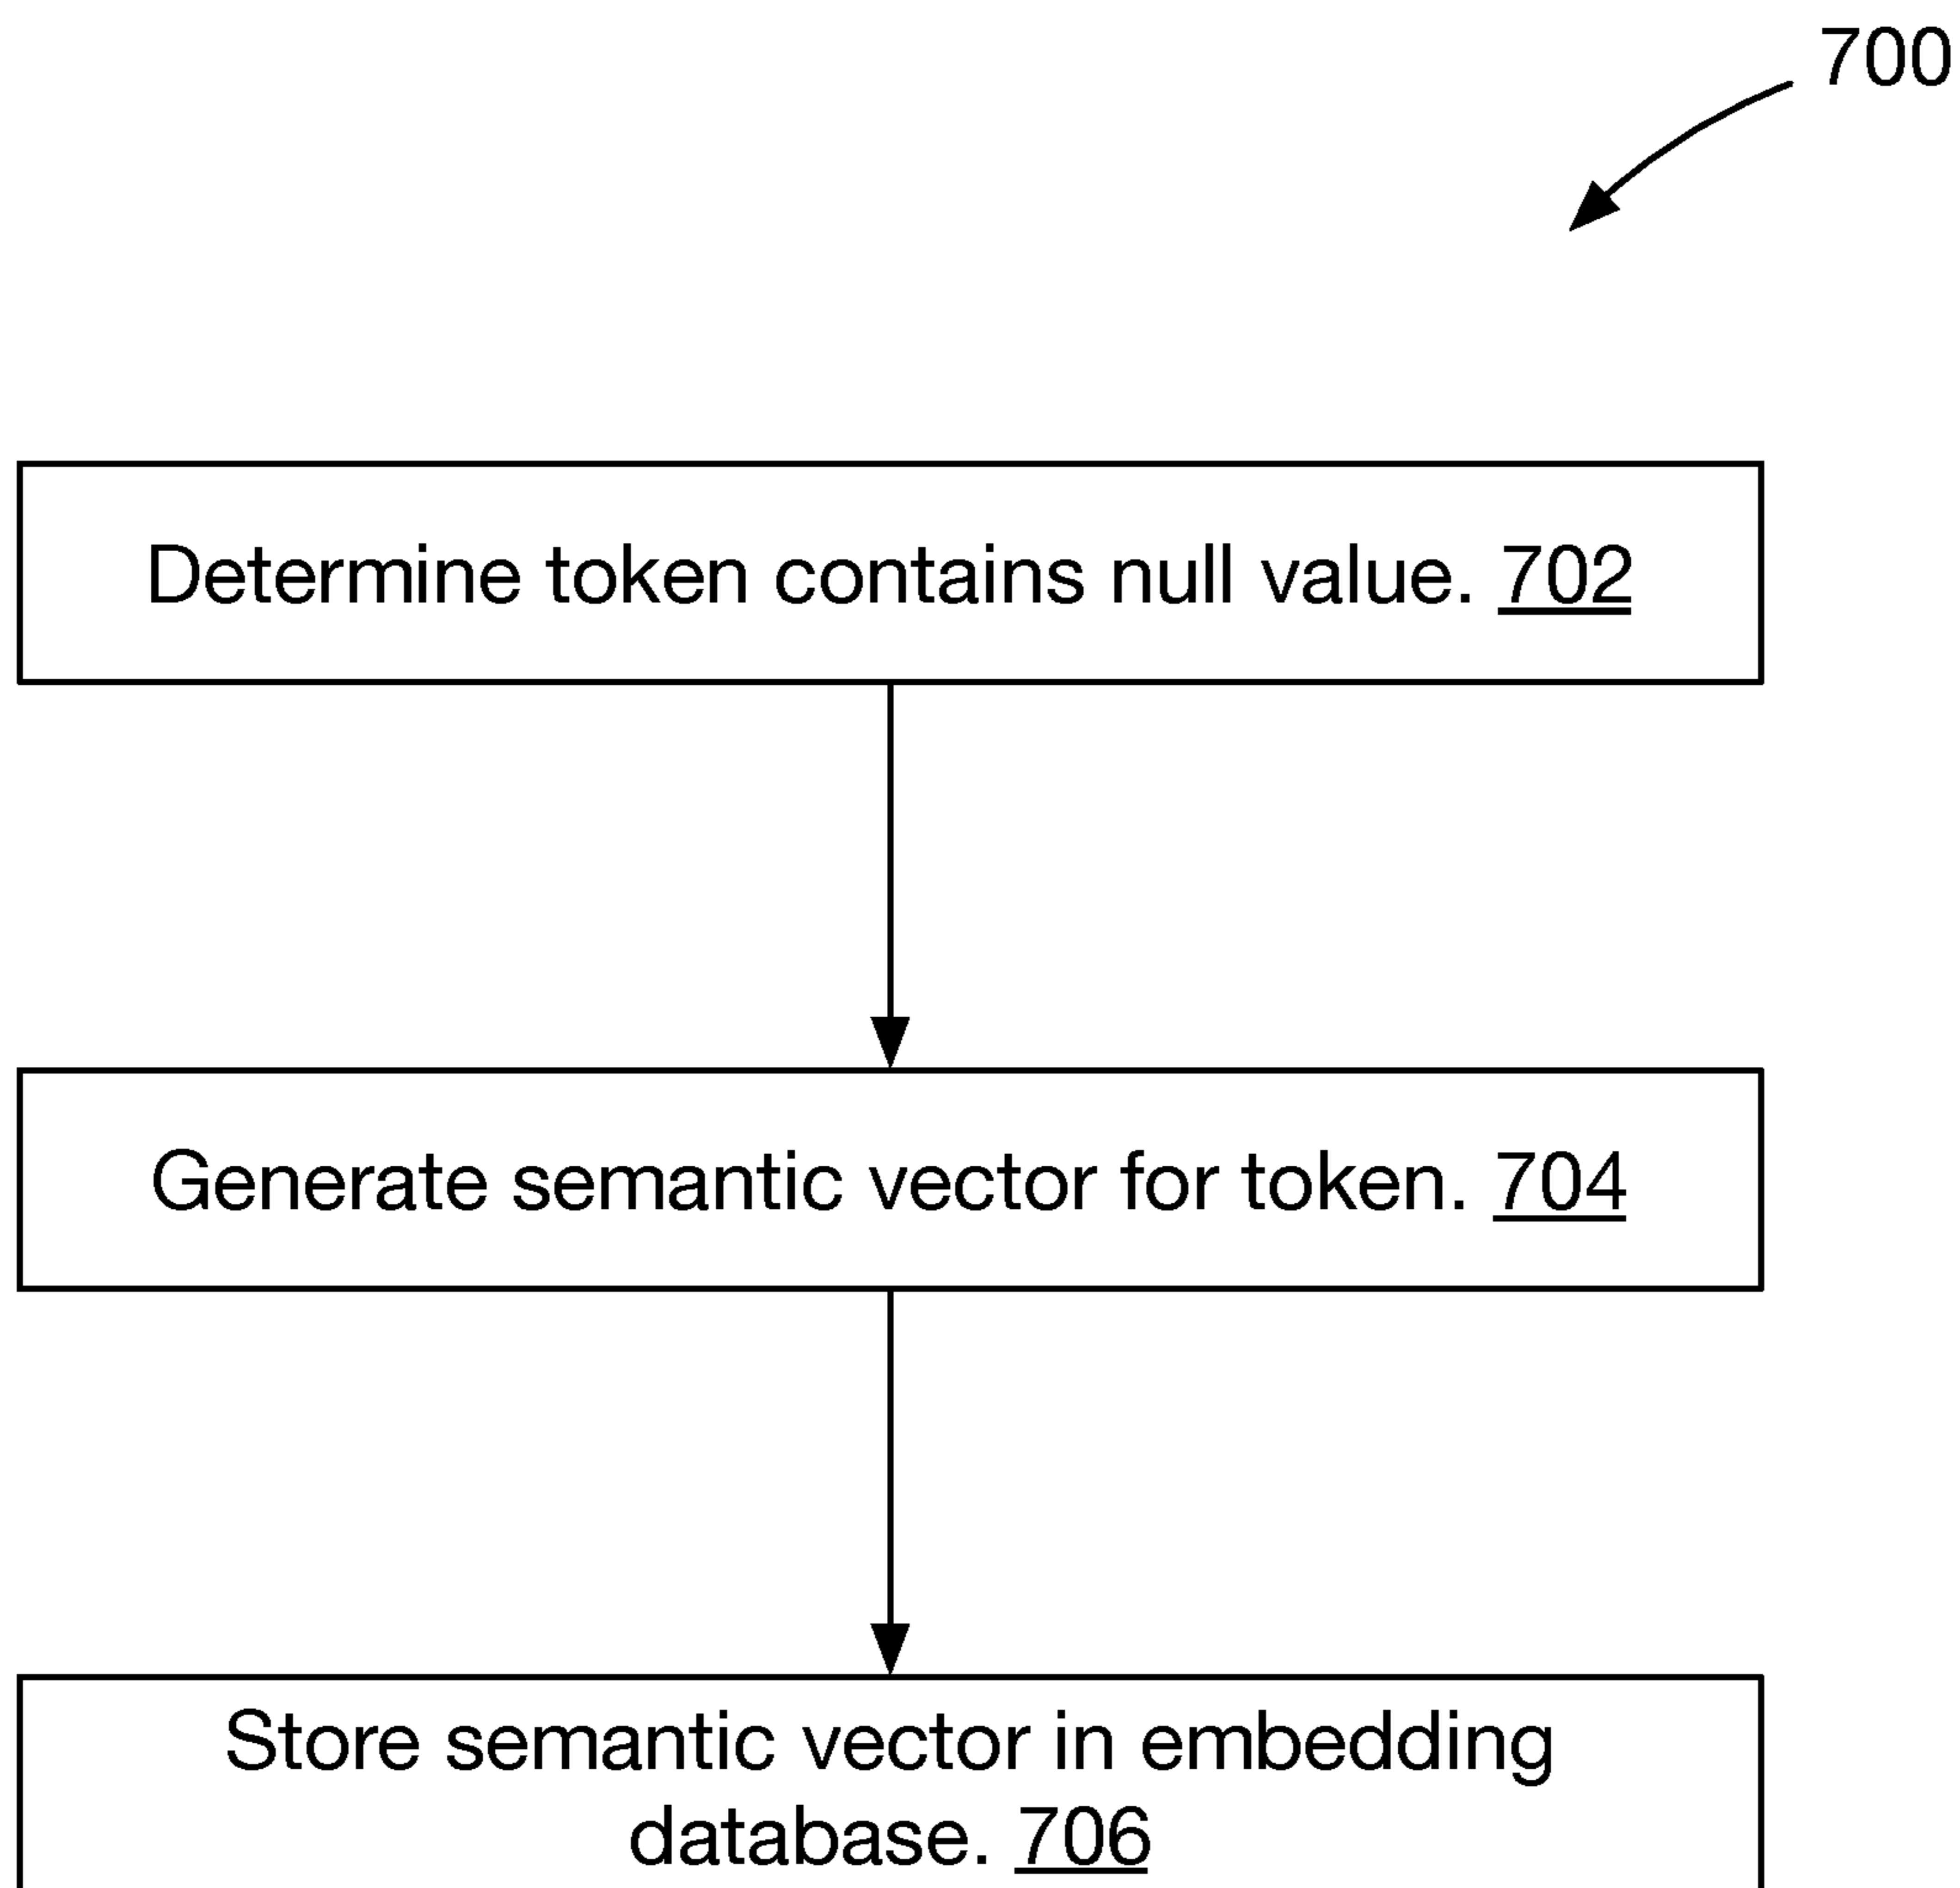 700
Determine token contains null value. 702
Generate semantic vector for token. 704
Store semantic vector in embedding
database. 706